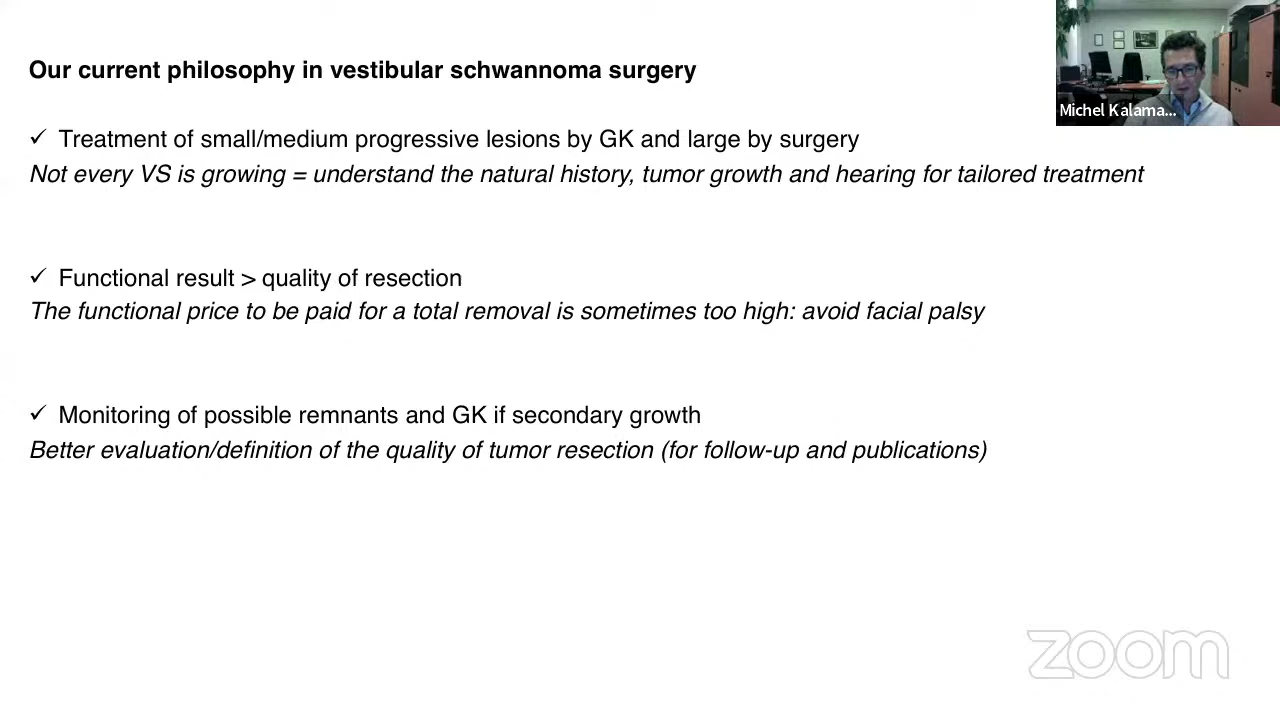 Our current philosophy in vestibular schwannoma surgery
Michel Kalama...
✓ Treatment of small/medium progressive lesions by GK and large by surgery
Not every VS is growing = understand the natural history, tumor growth and hearing for tailored treatment
✓ Functional result > quality of resection
The functional price to be paid for a total removal is sometimes too high: avoid facial palsy
✓ Monitoring of possible remnants and GK if secondary growth
Better evaluation/definition of the quality of tumor resection (for follow-up and publications)
zoom